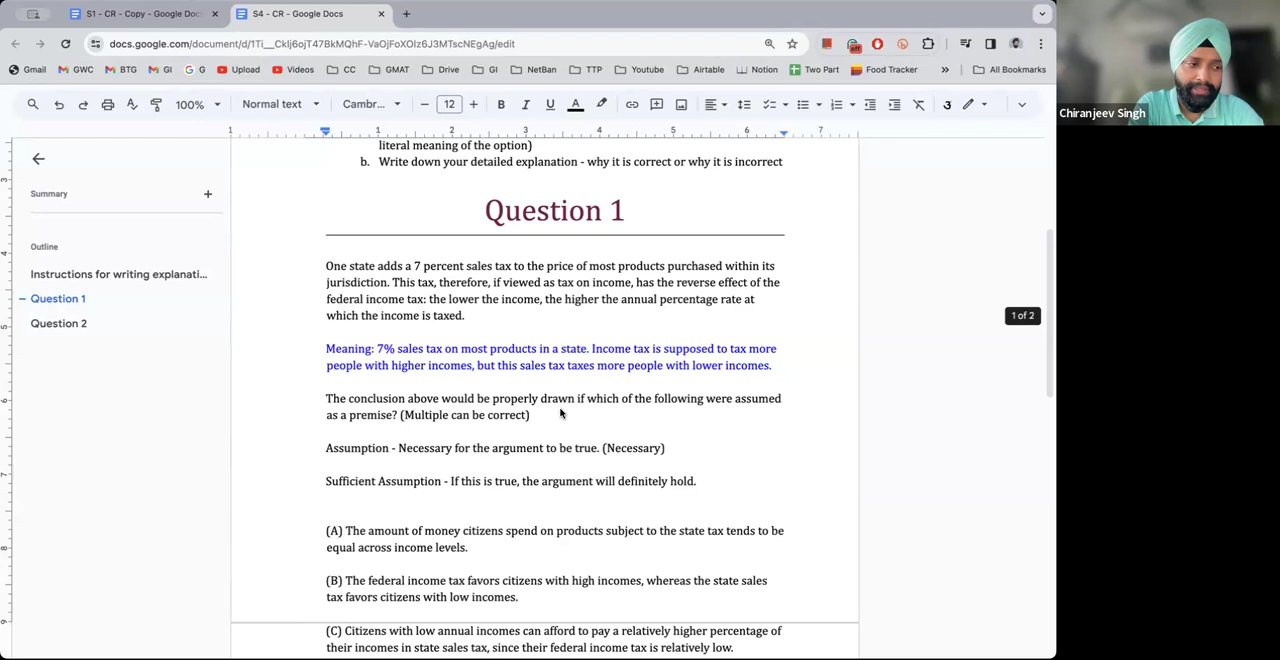 S1 - CR - Copy - Google Doc
S4 - CR - Google Docs
docs.google.com/document/d/1Ti__CkIj6ojT47BkMQhF-VaOjFoXOIz6J3MTscNEgAg/edit
Gmail GWC BTG GI G Upload Videos CC GMAT Drive G NetBan TTP Youtube Airtable Notion Two Part Food Tracker » All Bookmarks
100% Normal text Cambr... 12 B I U A
1 1 2 3 4 5 6 7
literal meaning of the option)
b. Write down your detailed explanation - why it is correct or why it is incorrect
Summary
Outline
Instructions for writing explanati...
Question 1
Question 2
Question 1
One state adds a 7 percent sales tax to the price of most products purchased within its
jurisdiction. This tax, therefore, if viewed as tax on income, has the reverse effect of the
federal income tax: the lower the income, the higher the annual percentage rate at
which the income is taxed.
1 of 2
Meaning: 7% sales tax on most products in a state. Income tax is supposed to tax more
people with higher incomes, but this sales tax taxes more people with lower incomes.
The conclusion above would be properly drawn if which of the following were assumed
as a premise? (Multiple can be correct)
Assumption - Necessary for the argument to be true. (Necessary)
Sufficient Assumption - If this is true, the argument will definitely hold.
(A) The amount of money citizens spend on products subject to the state tax tends to be
equal across income levels.
(B) The federal income tax favors citizens with high incomes, whereas the state sales
tax favors citizens with low incomes.
(C) Citizens with low annual incomes can afford to pay a relatively higher percentage of
their incomes in state sales tax, since their federal income tax is relatively low.
Chiranjeev Singh